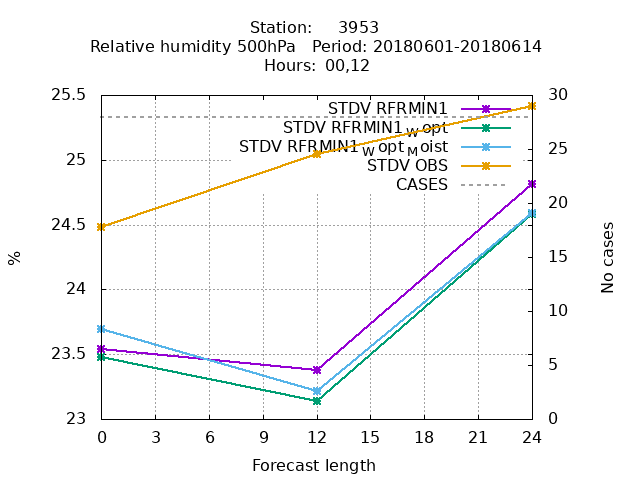 Station: 3953
Relative humidity 500hPa Period: 20180601-20180614
Hours: 00,12
25.5
25
24.5
24
23.5
23
30
25
20
15
10
5
0
STDV RFRMIN1
STDV RFRMIN1_W opt
STDV RFRMIN1_W opt_M oist
STDV OBS
CASES
%
No cases
0 3 6 9 12 15 18 21 24
Forecast length